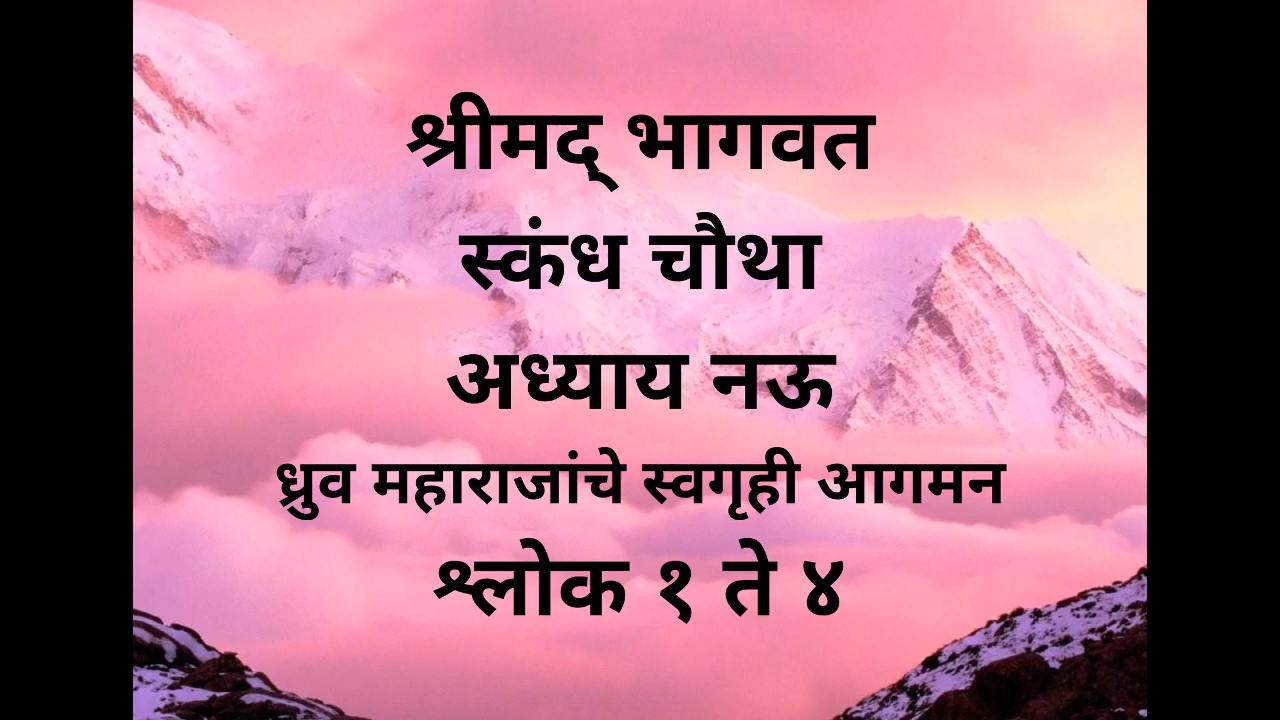 श्रीमद् भागवत
स्कंध चौथा
अध्याय नऊ
ध्रुव महाराजांचे स्वगृही आगमन
श्लोक १ ते ४